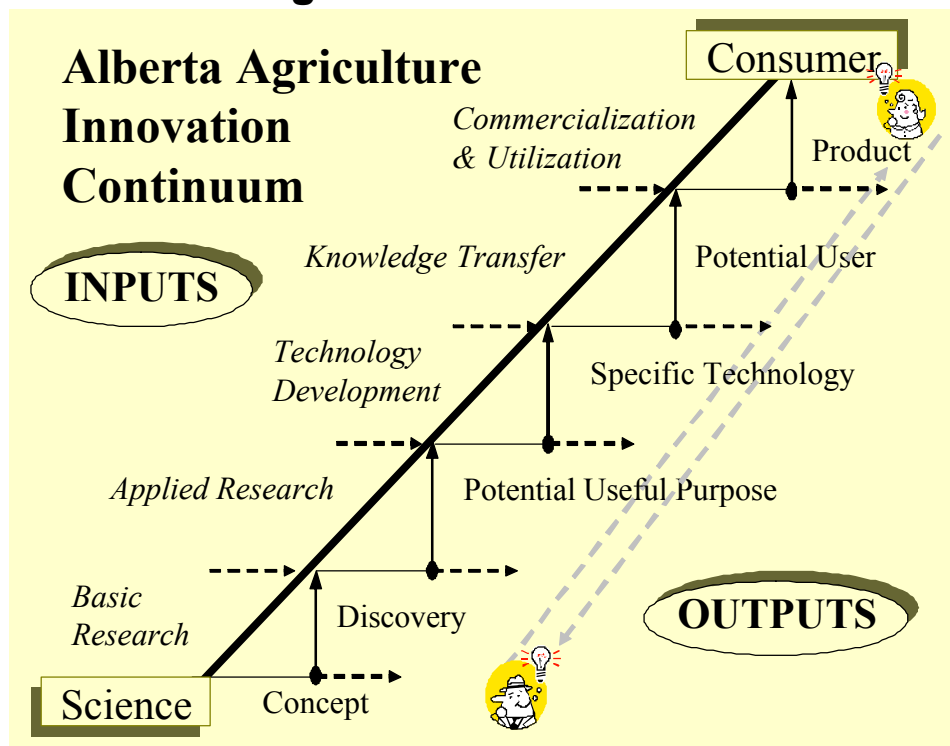 Alberta Agriculture
Innovation
Continuum
Consumer
Commercialization
& Utilization
Product
Knowledge Transfer
Potential User
INPUTS
Technology
Development
Specific Technology
Applied Research
Potential Useful Purpose
Basic
Research
Discovery
OUTPUTS
Science
Concept